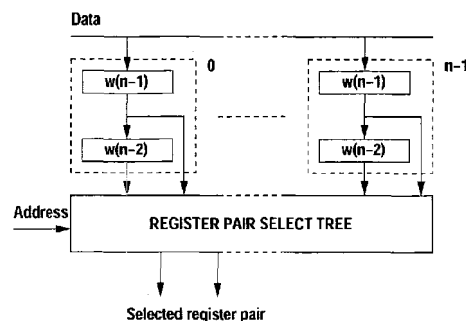 Data
0
n-1
w(n-1)
w(n-1)
w(n-2)
w(n-2)
Address
REGISTER PAIR SELECT TREE
Selected register pair